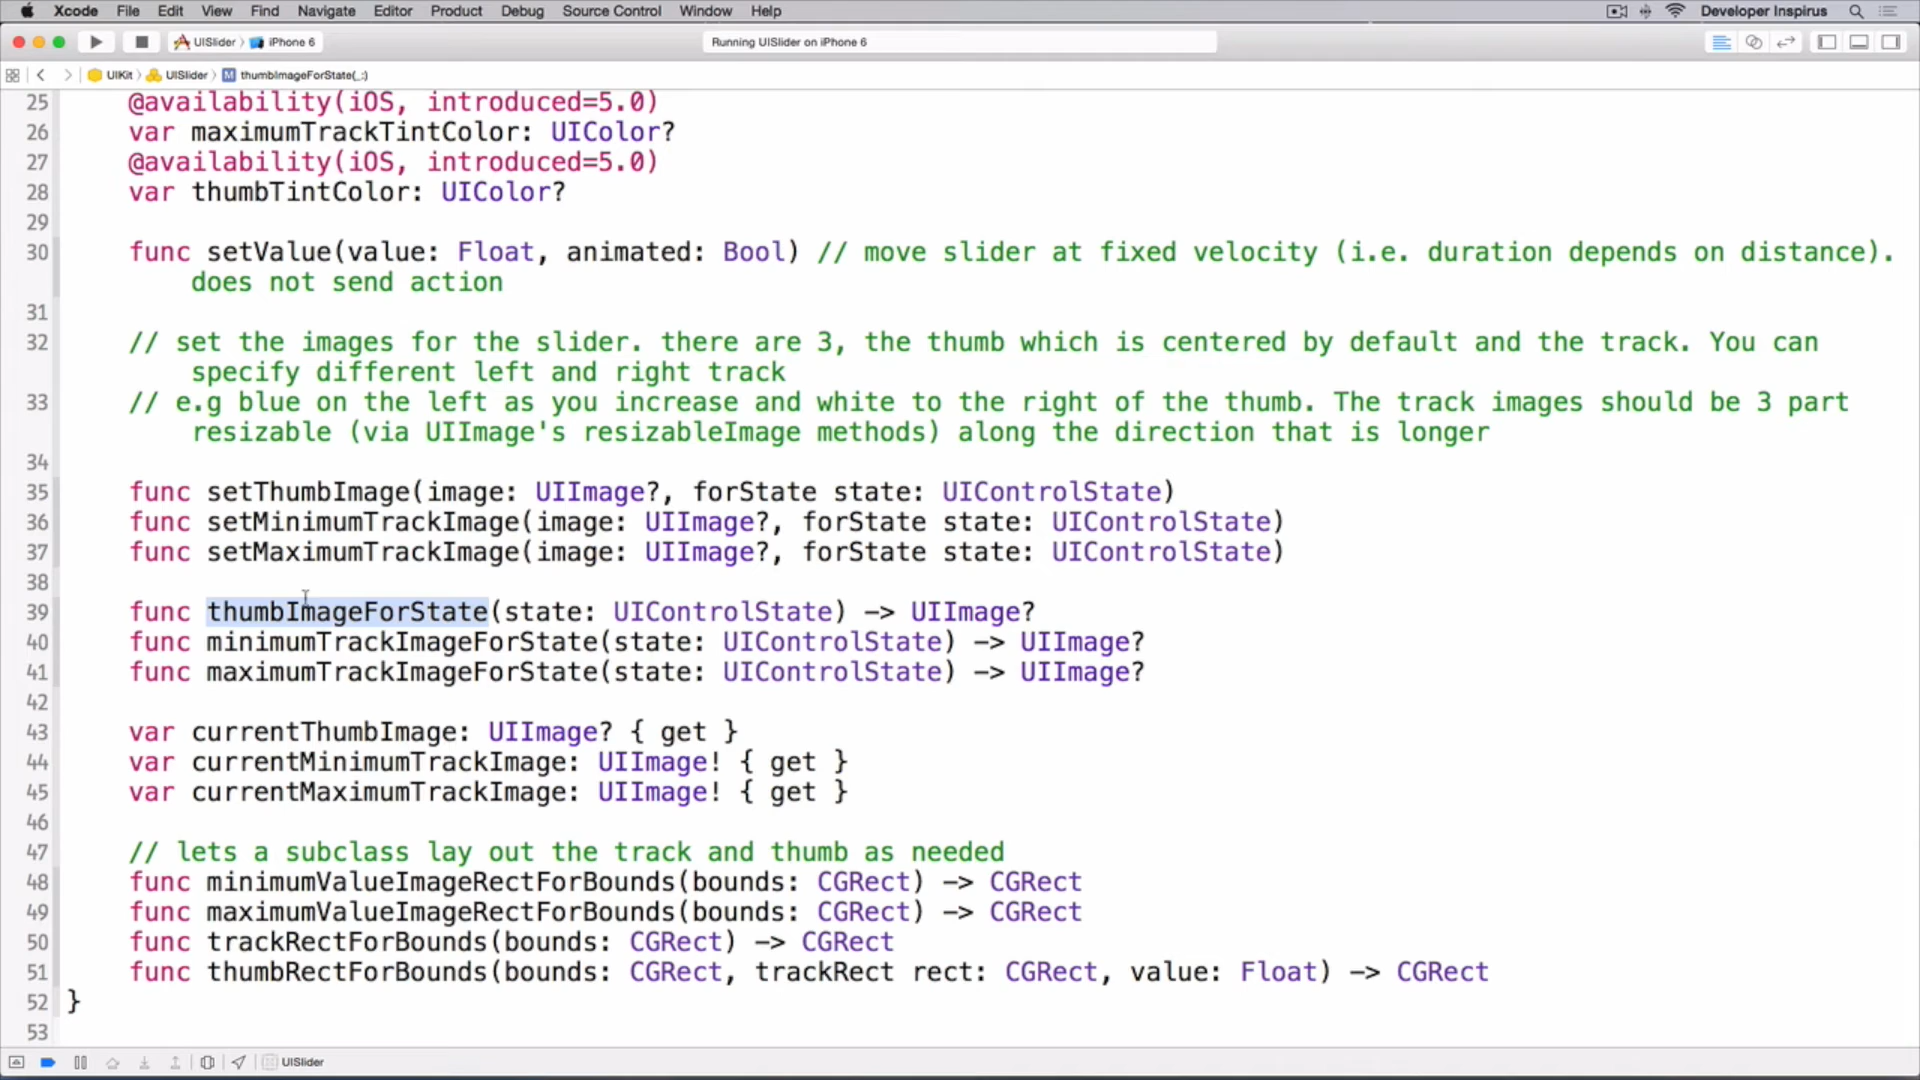 Xcode File Edit View Find Navigate Editor Product Debug Source Control Window Help Developer Inspirus
UISlider iPhone 6 Running UISlider on iPhone 6
UIKit UISlider M thumbImageForState(_:)
25 @availability(iOS, introduced=5.0)
26 var maximumTrackTintColor: UIColor?
27 @availability(iOS, introduced=5.0)
28 var thumbTintColor: UIColor?
29
30 func setValue(value: Float, animated: Bool) // move slider at fixed velocity (i.e. duration depends on distance).
does not send action
31
32 // set the images for the slider. there are 3, the thumb which is centered by default and the track. You can
specify different left and right track
33 // e.g blue on the left as you increase and white to the right of the thumb. The track images should be 3 part
resizable (via UIImage's resizableImage methods) along the direction that is longer
34
35 func setThumbImage(image: UIImage?, forState state: UIControlState)
36 func setMinimumTrackImage(image: UIImage?, forState state: UIControlState)
37 func setMaximumTrackImage(image: UIImage?, forState state: UIControlState)
38
39 func thumbImageForState(state: UIControlState) -> UIImage?
40 func minimumTrackImageForState(state: UIControlState) -> UIImage?
41 func maximumTrackImageForState(state: UIControlState) -> UIImage?
42
43 var currentThumbImage: UIImage? { get }
44 var currentMinimumTrackImage: UIImage! { get }
45 var currentMaximumTrackImage: UIImage! { get }
46
47 // lets a subclass lay out the track and thumb as needed
48 func minimumValueImageRectForBounds(bounds: CGRect) -> CGRect
49 func maximumValueImageRectForBounds(bounds: CGRect) -> CGRect
50 func trackRectForBounds(bounds: CGRect) -> CGRect
51 func thumbRectForBounds(bounds: CGRect, trackRect rect: CGRect, value: Float) -> CGRect
52 }
53
UISlider